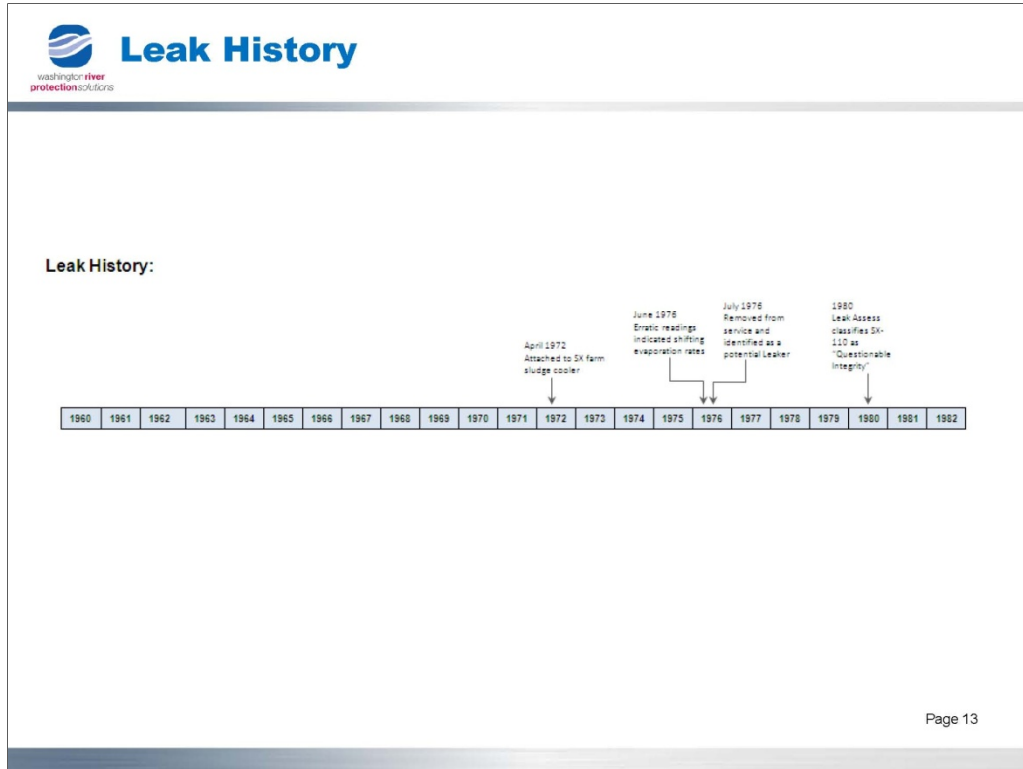 Leak History
washington river
protection solutions
Leak History:
April 1972
Attached to SX farm
sludge cooler
June 1976
Erratic readings
indicated shifting
evaporation rates
July 1976
Removed from
service and
identified as a
potential Leaker
1980
Leak Assess
classifies SX-
110 as
"Questionable
Integrity"
1960 1961 1962 1963 1964 1965 1966 1967 1968 1969 1970 1971 1972 1973 1974 1975 1976 1977 1978 1979 1980 1981 1982
Page 13